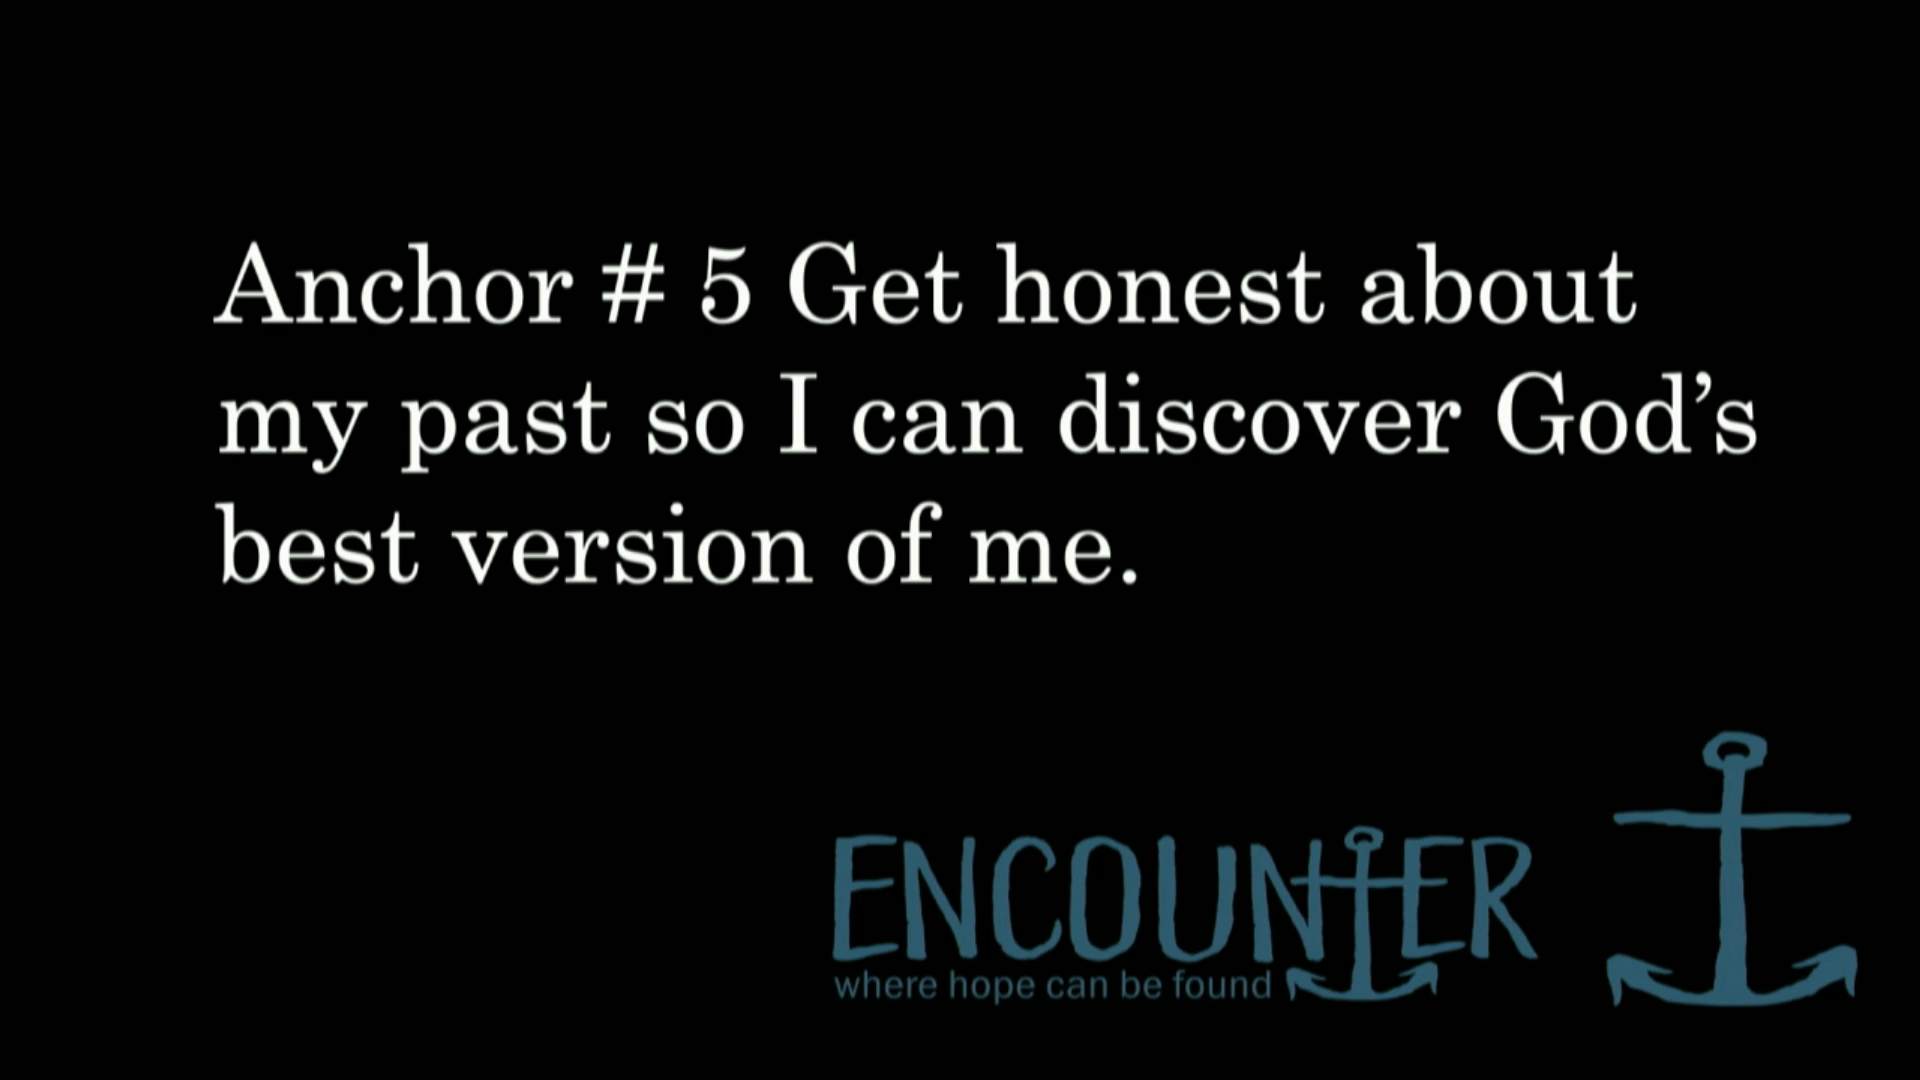 Anchor # 5 Get honest about
my past so I can discover God’s
best version of me.
ENCOUNTER
where hope can be found